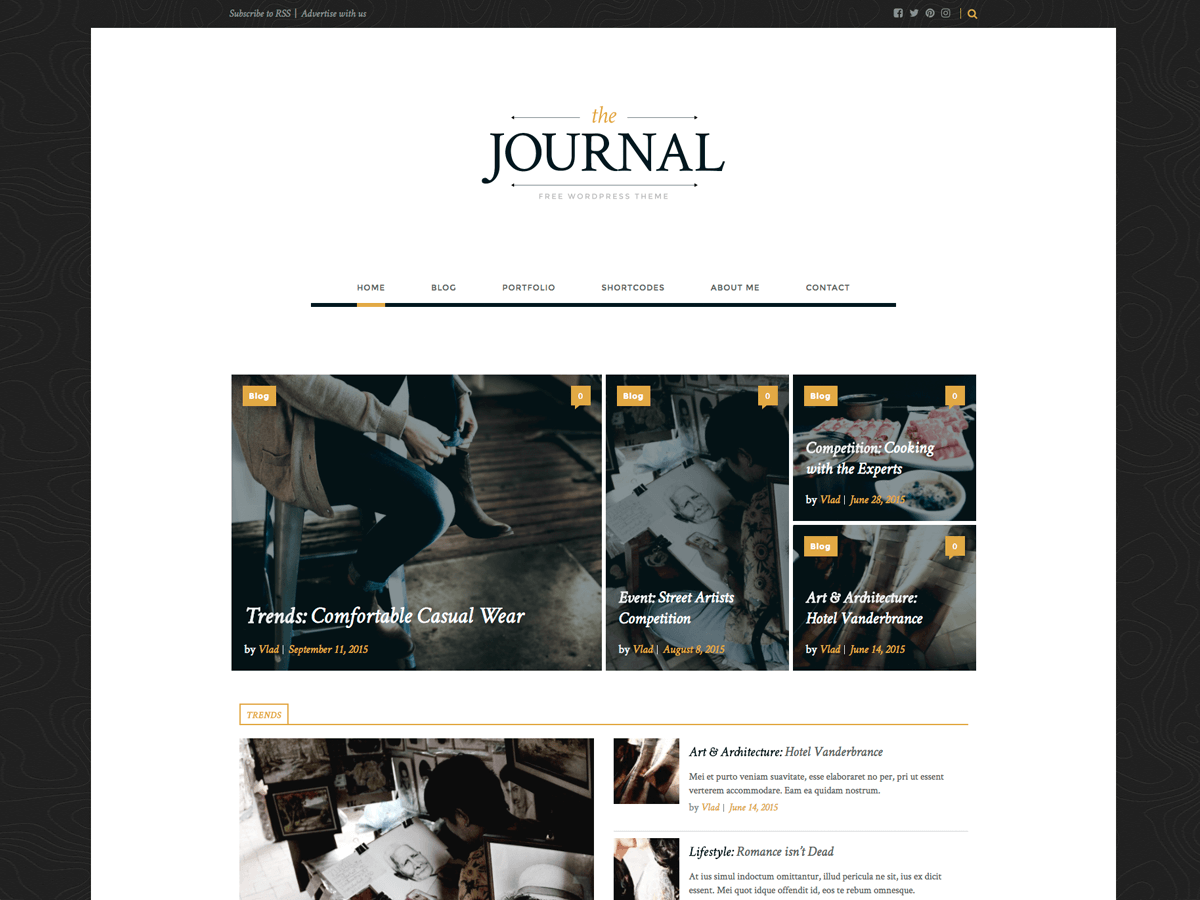 Subscribe to RSS | Advertise with us
the
JOURNAL
FREE WORDPRESS THEME
HOME BLOG PORTFOLIO SHORTCODES ABOUT ME CONTACT
Blog 0
Trends: Comfortable Casual Wear
by Vlad | September 11, 2015
Blog 0
Event: Street Artists
Competition
by Vlad | August 8, 2015
Blog 0
Competition: Cooking
with the Experts
by Vlad | June 28, 2015
Blog 0
Art & Architecture:
Hotel Vanderbrance
by Vlad | June 14, 2015
TRENDS
Art & Architecture: Hotel Vanderbrance
Mei et purto veniam suavitate, esse elaboraret no per, pri ut essent
verterem accommodare. Eam ea quidam nostrum.
by Vlad | June 14, 2015
Lifestyle: Romance isn't Dead
At ius simul indoctum omittantur, illud pericula ne sit, ius ex dicit
essent. Mei quot idque offendit id, eos te rebum omnesque.